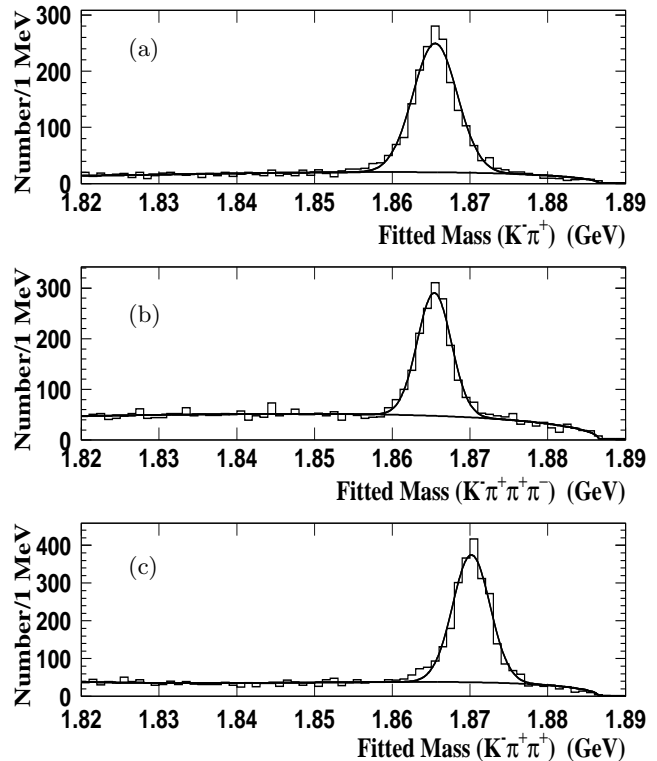 (a)
Number/1 MeV
300
200
100
0
1.82 1.83 1.84 1.85 1.86 1.87 1.88 1.89
Fitted Mass (K⁻π⁺) (GeV)
(b)
Number/1 MeV
300
200
100
0
1.82 1.83 1.84 1.85 1.86 1.87 1.88 1.89
Fitted Mass (K⁻π⁺π⁺π⁻) (GeV)
(c)
Number/1 MeV
400
300
200
100
0
1.82 1.83 1.84 1.85 1.86 1.87 1.88 1.89
Fitted Mass (K⁻π⁺π⁺) (GeV)